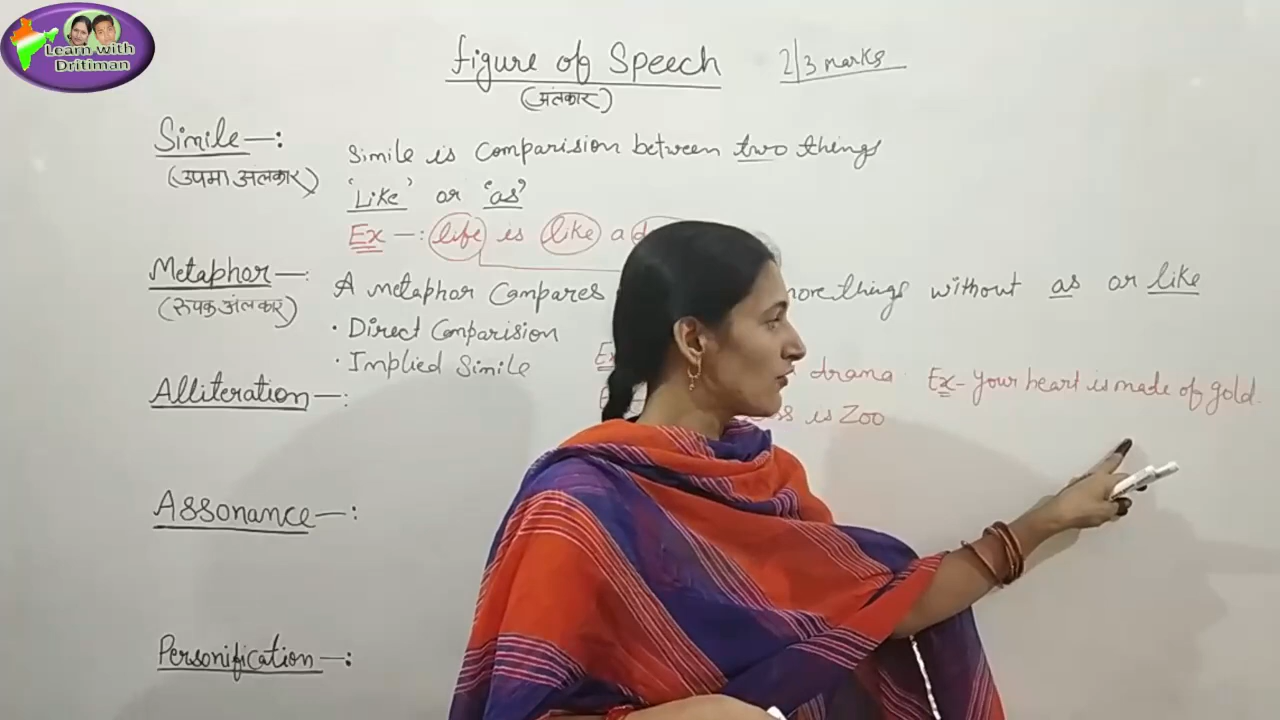 Learn with
Dritiman
Figure of Speech 2/3 marks
(अलंकार)
Simile —:
(उपमा अलंकार)
Simile is comparision between two things
'Like' or 'as'
Ex —: life is like a
Metaphor —:
(रूपक अलंकार)
A metaphor Compares more things without as or like
• Direct Comparision
• Implied Simile
drama. Ex- Your heart is made of gold.
is Zoo
Alliteration —:
Assonance —:
Personification —: